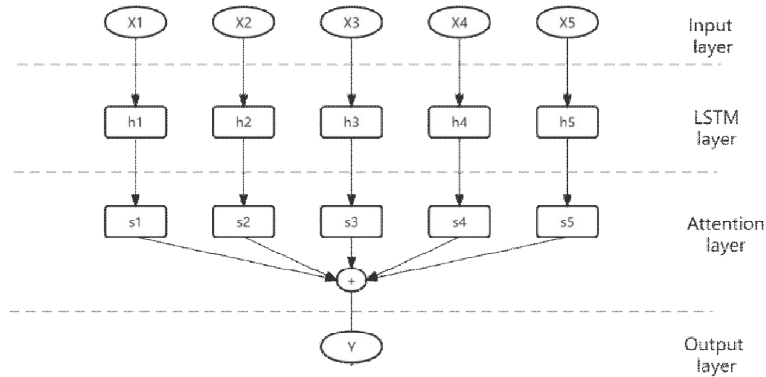 X1 X2 X3 X4 X5
Input
layer
h1 h2 h3 h4 h5
LSTM
layer
s1 s2 s3 s4 s5
Attention
layer
+
Y
Output
layer